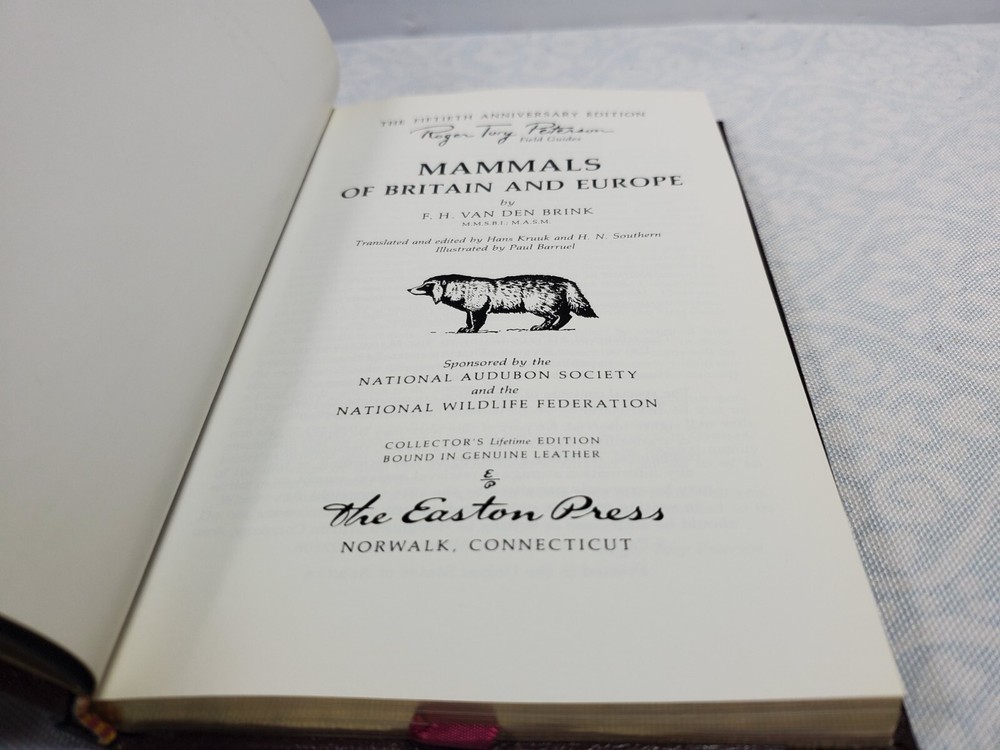 THE FIFTIETH ANNIVERSARY EDITION
Roger Tory Peterson
Field Guides
MAMMALS
OF BRITAIN AND EUROPE
by
F. H. VAN DEN BRINK
M.M.S.B.I., M.A.S.M.
Translated and edited by Hans Kruuk and H. N. Southern
Illustrated by Paul Barruel
Sponsored by the
NATIONAL AUDUBON SOCIETY
and the
NATIONAL WILDLIFE FEDERATION
COLLECTOR'S Lifetime EDITION
BOUND IN GENUINE LEATHER
E
P
The Easton Press
NORWALK, CONNECTICUT